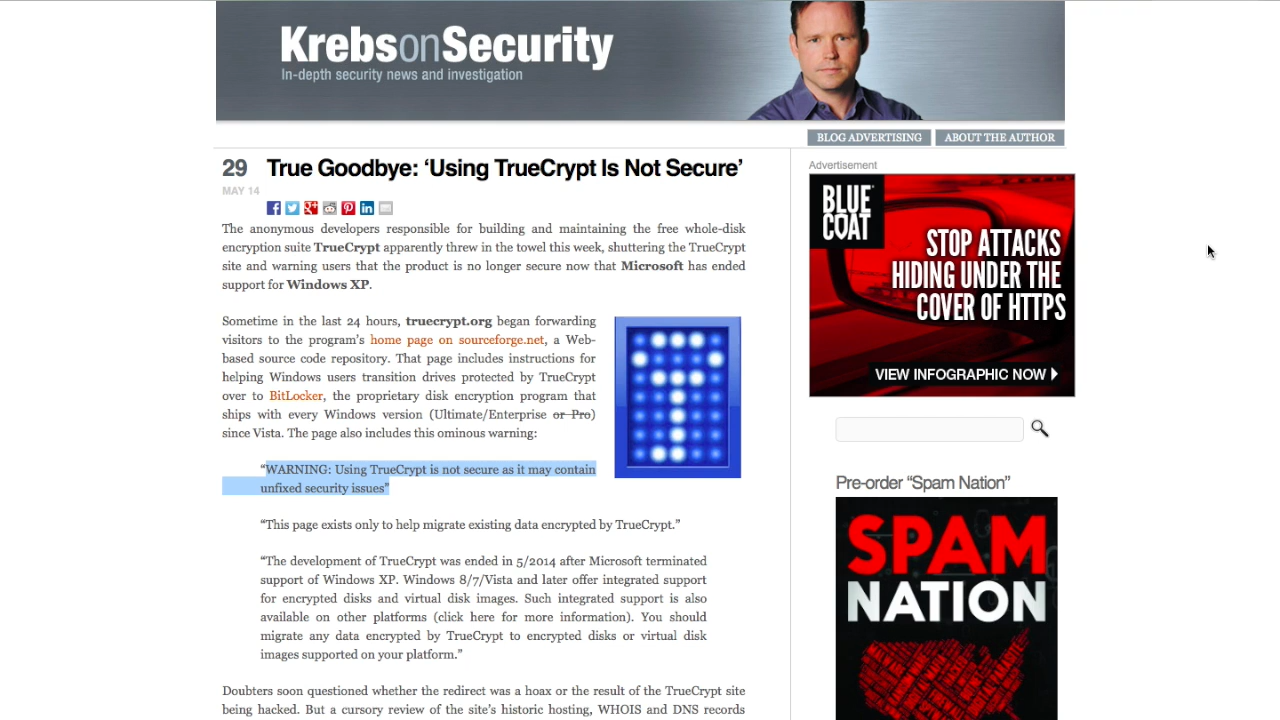 KrebsonSecurity
In-depth security news and investigation
BLOG ADVERTISING
ABOUT THE AUTHOR
29
MAY 14
True Goodbye: ‘Using TrueCrypt Is Not Secure’
The anonymous developers responsible for building and maintaining the free whole-disk
encryption suite TrueCrypt apparently threw in the towel this week, shuttering the TrueCrypt
site and warning users that the product is no longer secure now that Microsoft has ended
support for Windows XP.
Sometime in the last 24 hours, truecrypt.org began forwarding
visitors to the program’s home page on sourceforge.net, a Web-
based source code repository. That page includes instructions for
helping Windows users transition drives protected by TrueCrypt
over to BitLocker, the proprietary disk encryption program that
ships with every Windows version (Ultimate/Enterprise or Pro)
since Vista. The page also includes this ominous warning:
“WARNING: Using TrueCrypt is not secure as it may contain
unfixed security issues”
“This page exists only to help migrate existing data encrypted by TrueCrypt.”
“The development of TrueCrypt was ended in 5/2014 after Microsoft terminated
support of Windows XP. Windows 8/7/Vista and later offer integrated support
for encrypted disks and virtual disk images. Such integrated support is also
available on other platforms (click here for more information). You should
migrate any data encrypted by TrueCrypt to encrypted disks or virtual disk
images supported on your platform.”
Doubters soon questioned whether the redirect was a hoax or the result of the TrueCrypt site
being hacked. But a cursory review of the site’s historic hosting, WHOIS and DNS records
Advertisement
BLUE
COAT
STOP ATTACKS
HIDING UNDER THE
COVER OF HTTPS
VIEW INFOGRAPHIC NOW
Pre-order “Spam Nation”
SPAM
NATION